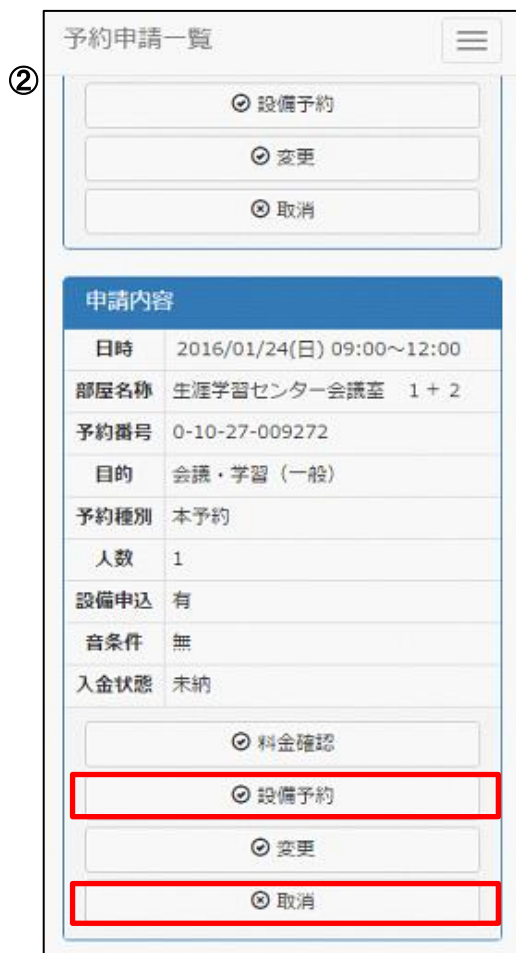 予約申請一覧
②
設備予約
変更
取消
申請内容
日時 2016/01/24(日) 09:00～12:00
部屋名称 生涯学習センター会議室　1 + 2
予約番号 0-10-27-009272
目的 会議・学習（一般）
予約種別 本予約
人数 1
設備申込 有
音条件 無
入金状態 未納
料金確認
設備予約
変更
取消